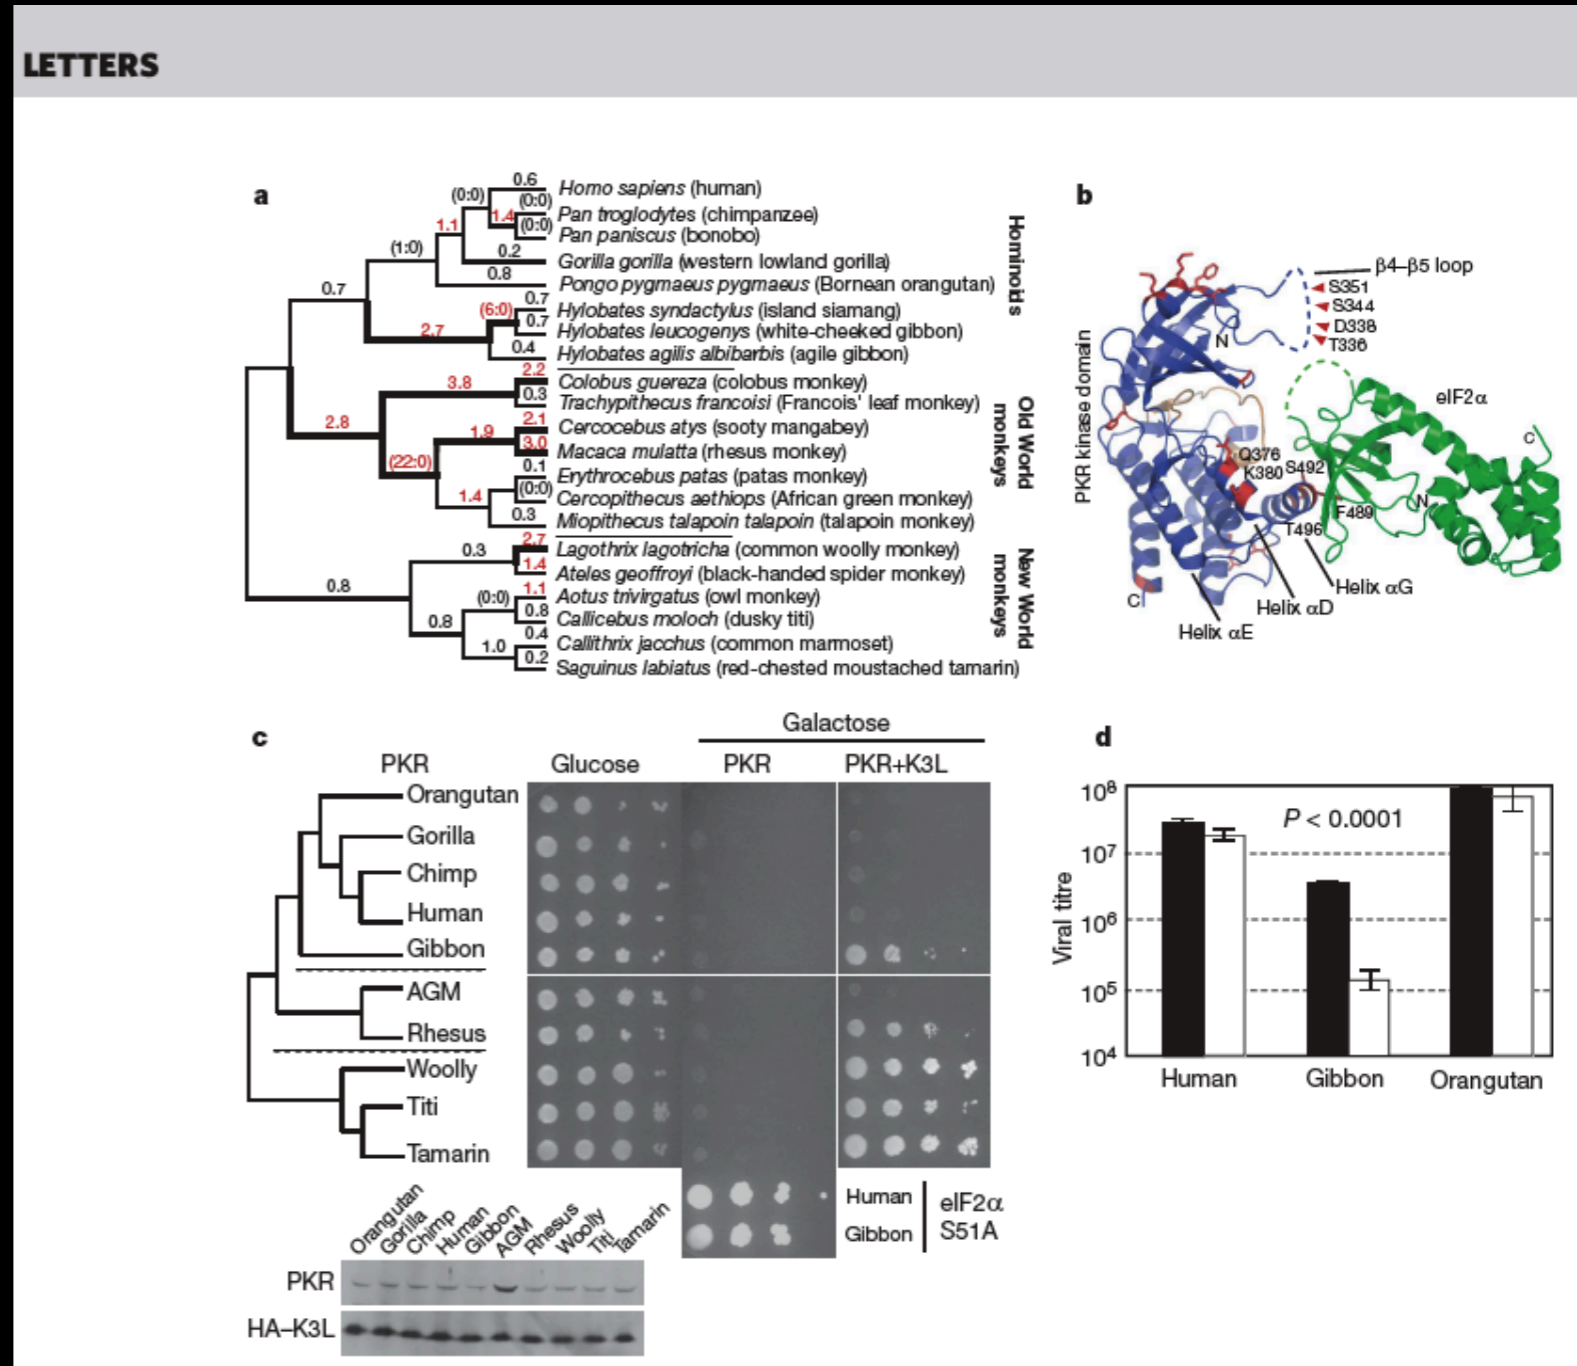 LETTERS
a
0.6
Homo sapiens (human)
(0:0)
(0:0)
1.4
Pan troglodytes (chimpanzee)
(0:0)
1.1
Pan paniscus (bonobo)
(1:0)
0.2
Gorilla gorilla (western lowland gorilla)
0.8
Pongo pygmaeus pygmaeus (Bornean orangutan)
0.7
0.7
(6:0)
Hylobates syndactylus (island siamang)
0.7
2.7
Hylobates leucogenys (white-cheeked gibbon)
0.4
Hylobates agilis albibarbis (agile gibbon)
Hominoids
2.2
3.8
Colobus guereza (colobus monkey)
0.3
Trachypithecus francoisi (Francois' leaf monkey)
2.8
2.1
1.9
Cercocebus atys (sooty mangabey)
3.0
Macaca mulatta (rhesus monkey)
(22:0)
0.1
Erythrocebus patas (patas monkey)
1.4
(0:0)
Cercopithecus aethiops (African green monkey)
0.3
Miopithecus talapoin talapoin (talapoin monkey)
Old World
monkeys
2.7
0.3
Lagothrix lagotricha (common woolly monkey)
1.4
Ateles geoffroyi (black-handed spider monkey)
0.8
1.1
(0:0)
Aotus trivirgatus (owl monkey)
0.8
0.8
Callicebus moloch (dusky titi)
0.4
1.0
Callithrix jacchus (common marmoset)
0.2
Saguinus labiatus (red-chested moustached tamarin)
New World
monkeys
b
PKR kinase domain
β4–β5 loop
S351
S344
D338
T336
N
eIF2α
C
Q376
K380
S492
F489
N
T496
Helix αG
Helix αD
Helix αE
C
c
Galactose
PKR
Glucose
PKR
PKR+K3L
Orangutan
Gorilla
Chimp
Human
Gibbon
AGM
Rhesus
Woolly
Titi
Tamarin
Human
Gibbon
eIF2α
S51A
Orangutan
Gorilla
Chimp
Human
Gibbon
AGM
Rhesus
Woolly
Titi
Tamarin
PKR
HA–K3L
d
Viral titre
10⁸
10⁷
10⁶
10⁵
10⁴
P < 0.0001
Human
Gibbon
Orangutan